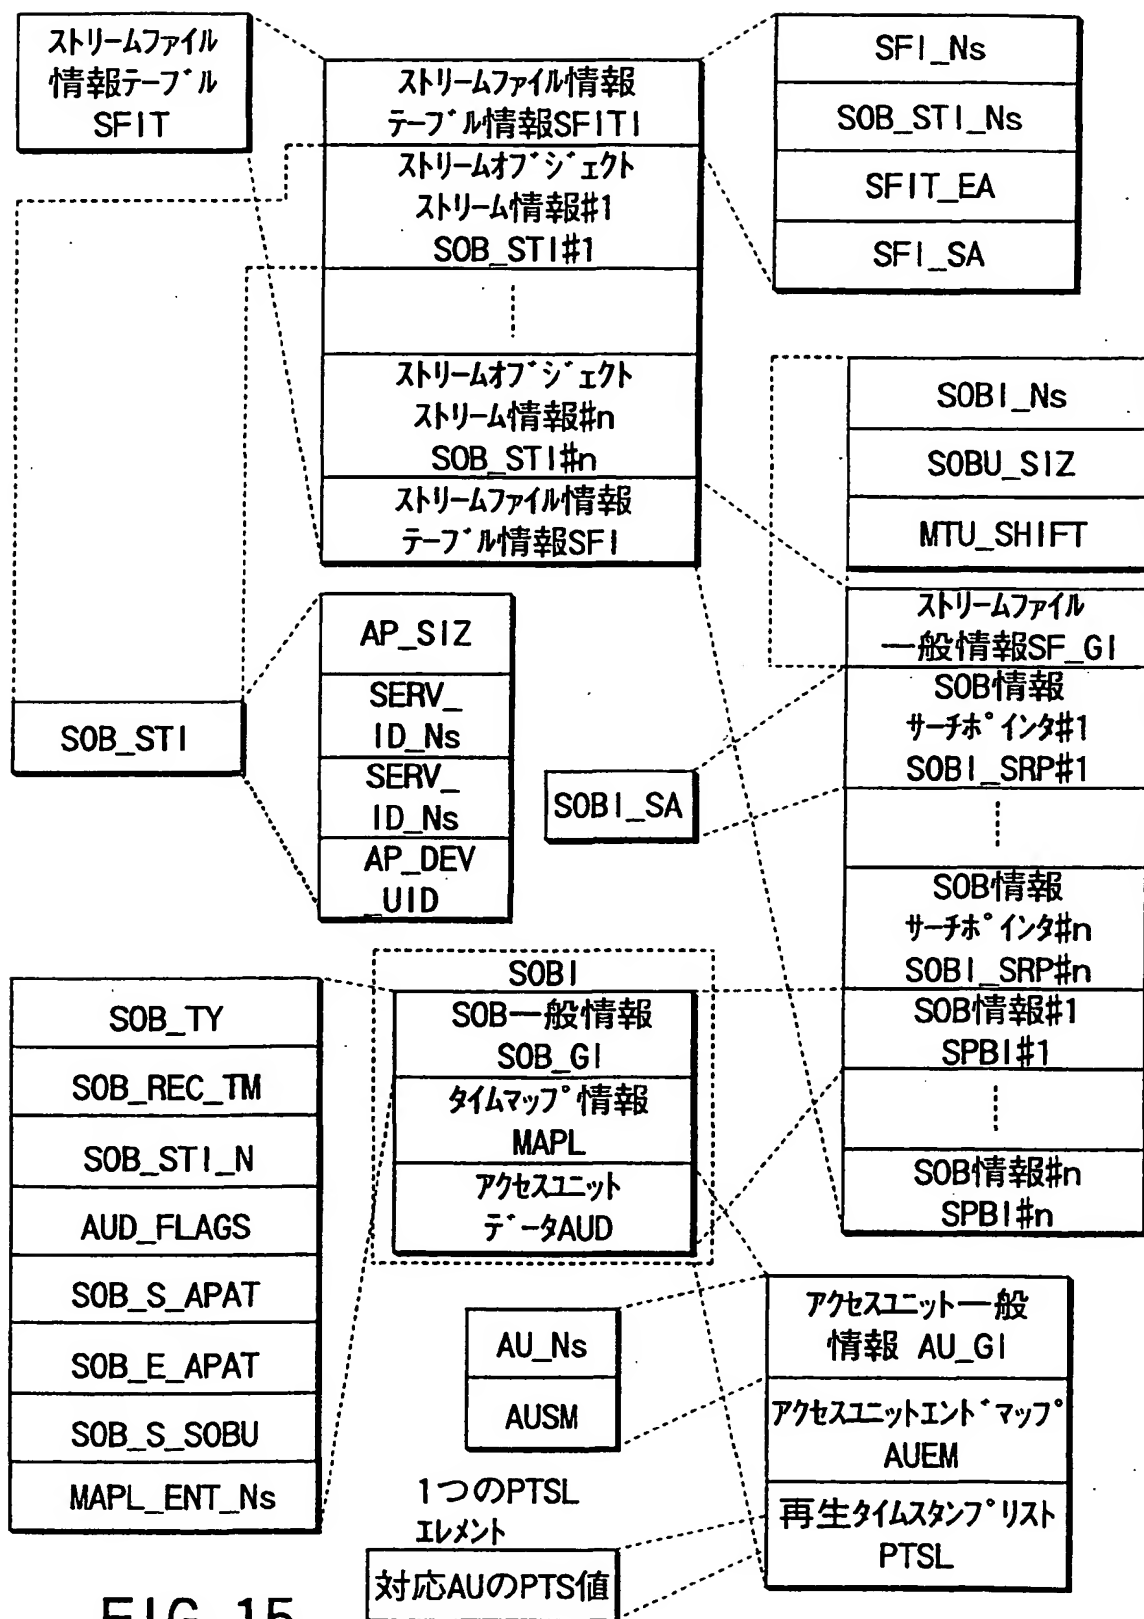 ストリームファイル
情報テーブル
SFIT
ストリームファイル情報
テーブル情報SFITI
ストリームオブジェクト
ストリーム情報#1
SOB_STI#1
ストリームオブジェクト
ストリーム情報#n
SOB_STI#n
ストリームファイル情報
テーブル情報SFI
SFI_Ns
SOB_STI_Ns
SFIT_EA
SFI_SA
SOBI_Ns
SOBU_SIZ
MTU_SHIFT
ストリームファイル
一般情報SF_GI
SOB情報
サーチポインタ#1
SOBI_SRP#1
SOB情報
サーチポインタ#n
SOBI_SRP#n
SOB情報#1
SPBI#1
SOB情報#n
SPBI#n
SOB_STI
AP_SIZ
SERV_
ID_Ns
SERV_
ID_Ns
AP_DEV
_UID
SOBI_SA
SOBI
SOB一般情報
SOB_GI
タイムマップ情報
MAPL
アクセスユニット
データAUD
SOB_TY
SOB_REC_TM
SOB_STI_N
AUD_FLAGS
SOB_S_APAT
SOB_E_APAT
SOB_S_SOBU
MAPL_ENT_Ns
AU_Ns
AUSM
アクセスユニット一般
情報 AU_GI
アクセスユニットエンドマップ
AUEM
再生タイムスタンプリスト
PTSL
1つのPTSL
エレメント
対応AUのPTS値
FIG. 15